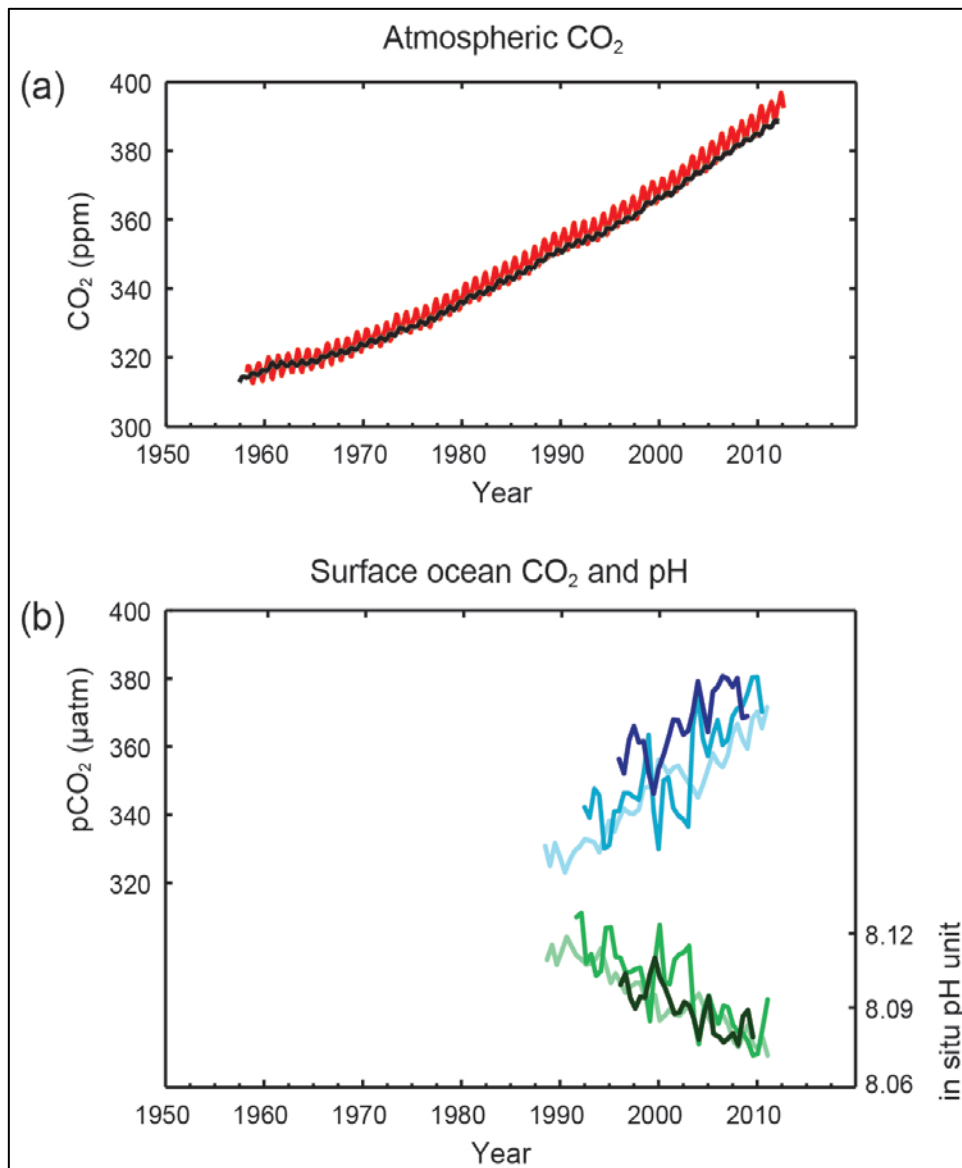 Atmospheric CO₂
(a)
400
380
360
340
320
300
CO₂ (ppm)
1950 1960 1970 1980 1990 2000 2010
Year
Surface ocean CO₂ and pH
(b)
400
380
360
340
320
pCO₂ (µatm)
8.12
8.09
8.06
in situ pH unit
1950 1960 1970 1980 1990 2000 2010
Year